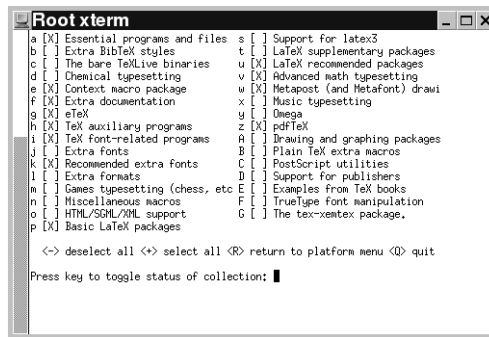 Root xterm
a [X] Essential programs and files s [ ] Support for latex3
b [ ] Extra BibTeX styles t [ ] LaTeX supplementary packages
c [ ] The bare TeXLive binaries u [X] LaTeX recommended packages
d [ ] Chemical typesetting v [X] Advanced math typesetting
e [X] Context macro package w [X] Metapost (and Metafont) drawi
f [X] Extra documentation x [ ] Music typesetting
g [X] eTeX y [ ] Omega
h [X] TeX auxiliary programs z [X] pdfTeX
i [X] TeX font-related programs A [ ] Drawing and graphing packages
j [ ] Extra fonts B [ ] Plain TeX extra macros
k [X] Recommended extra fonts C [ ] PostScript utilities
l [ ] Extra formats D [ ] Support for publishers
m [ ] Games typesetting (chess, etc E [ ] Examples from TeX books
n [ ] Miscellaneous macros F [ ] TrueType font manipulation
o [ ] HTML/SGML/XML support G [ ] The tex-xemtex package.
p [X] Basic LaTeX packages
<-> deselect all <+> select all <R> return to platform menu <Q> quit
Press key to toggle status of collection: